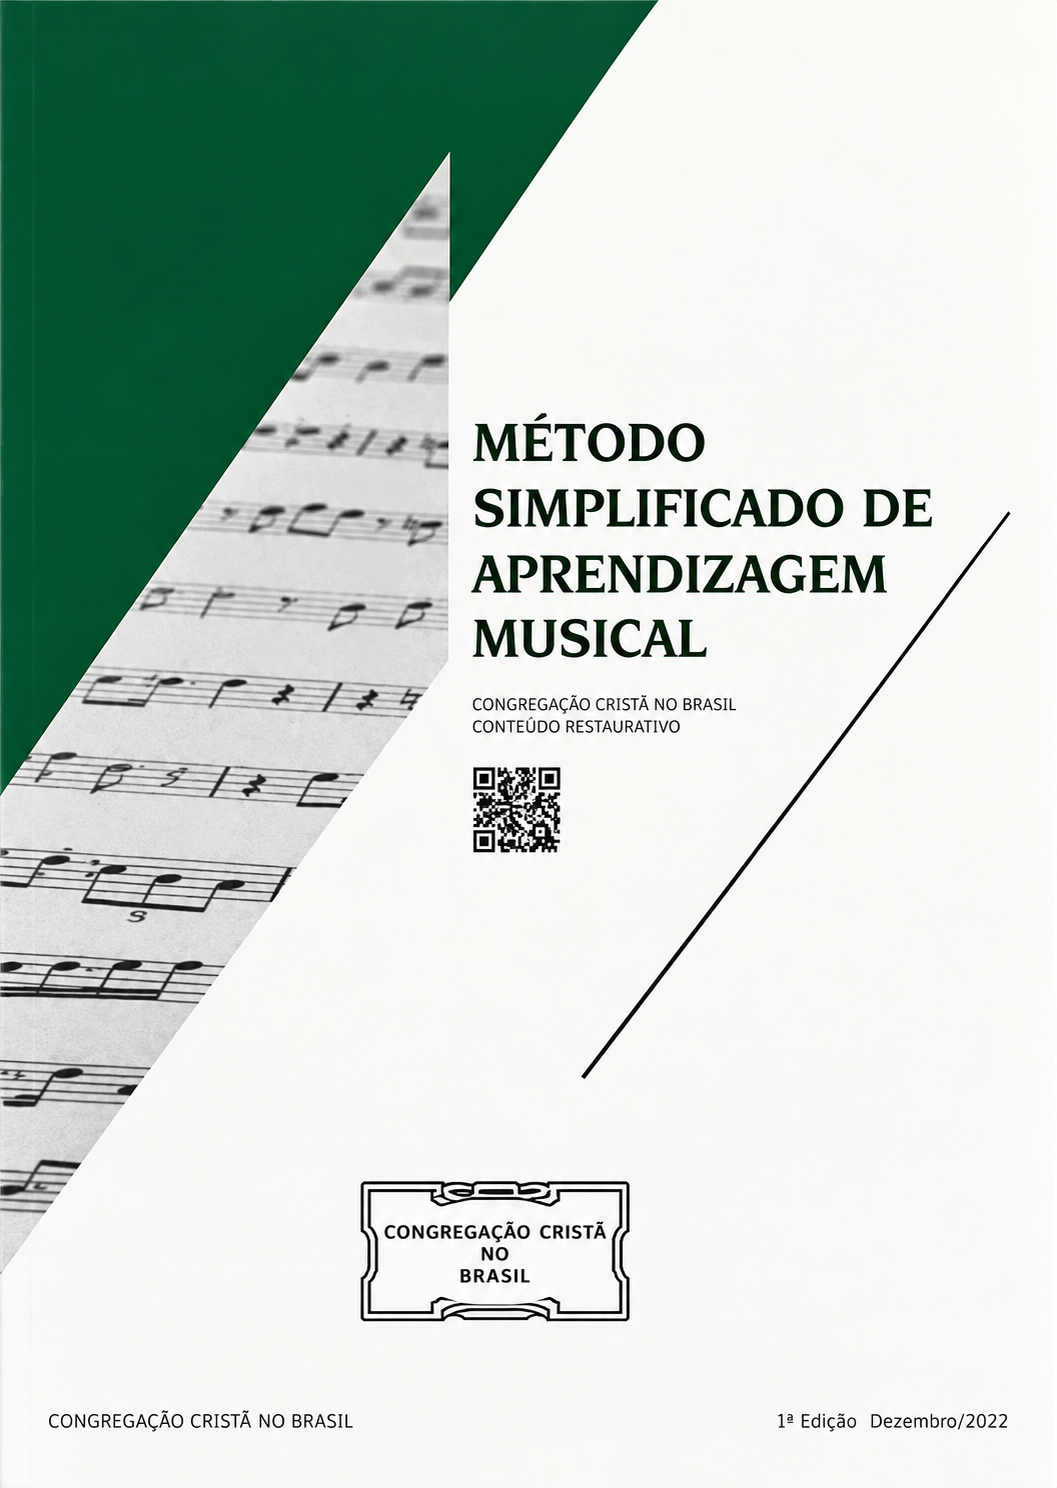 MÉTODO
SIMPLIFICADO DE
APRENDIZAGEM
MUSICAL
CONGREGAÇÃO CRISTÃ NO BRASIL
CONTEÛDO RESTAURATIVO
CONGREGAÇÃO CRISTÃ
NO
BRASIL
CONGREGAÇÃO CRISTÃ NO BRASIL
1ª Edição Dezembro/2022